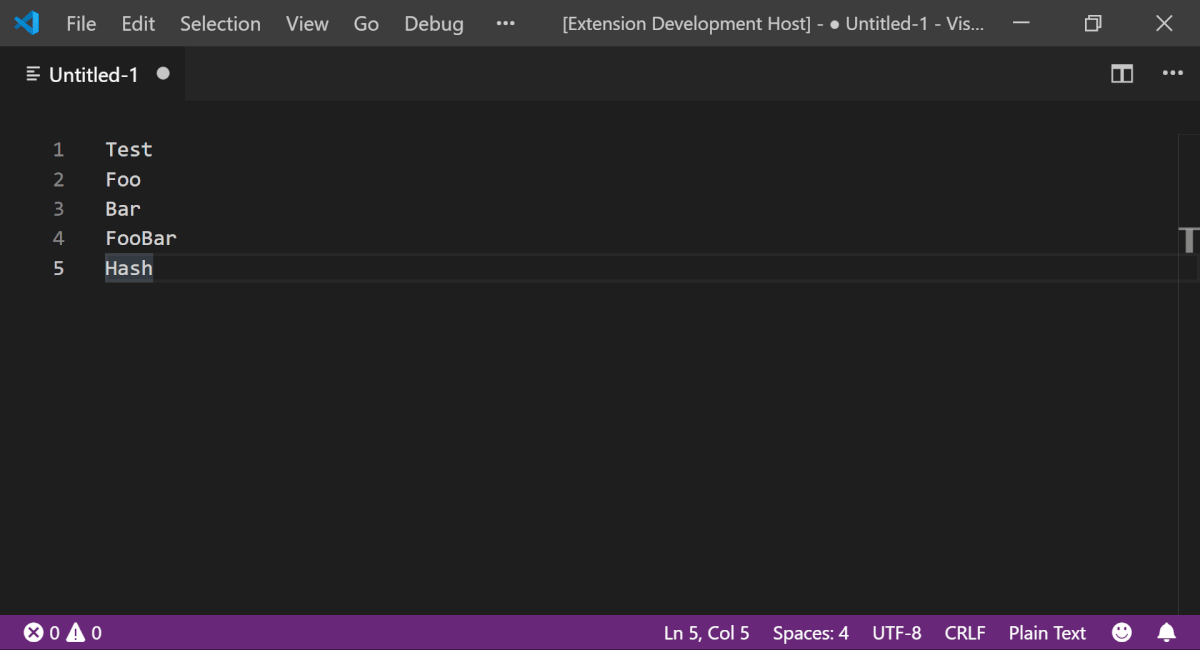 File Edit Selection View Go Debug ••• [Extension Development Host] - ● Untitled-1 - Vis...
Untitled-1 ●
1 Test
2 Foo
3 Bar
4 FooBar
5 Hash
0 0 Ln 5, Col 5 Spaces: 4 UTF-8 CRLF Plain Text